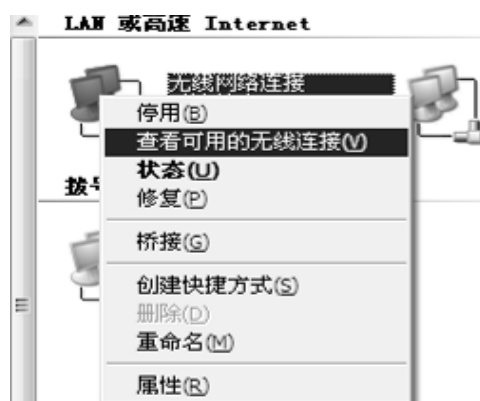 LAN 或高速 Internet
无线网络连接
停用(B)
查看可用的无线连接(V)
状态(U)
修复(P)
拨号
桥接(G)
创建快捷方式(S)
删除(D)
重命名(M)
属性(R)